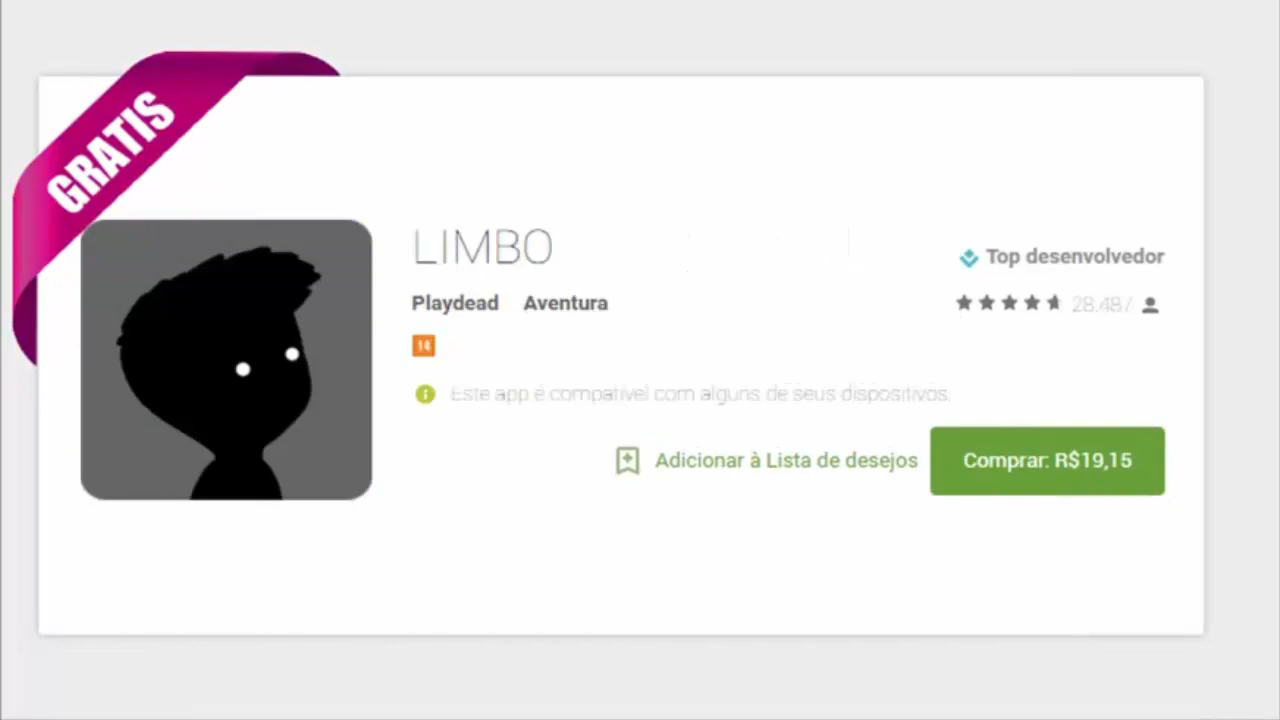 GRATIS
LIMBO
Top desenvolvedor
Playdead Aventura
28.487
14
Este app é compatível com alguns de seus dispositivos.
Adicionar à Lista de desejos
Comprar: R$19,15